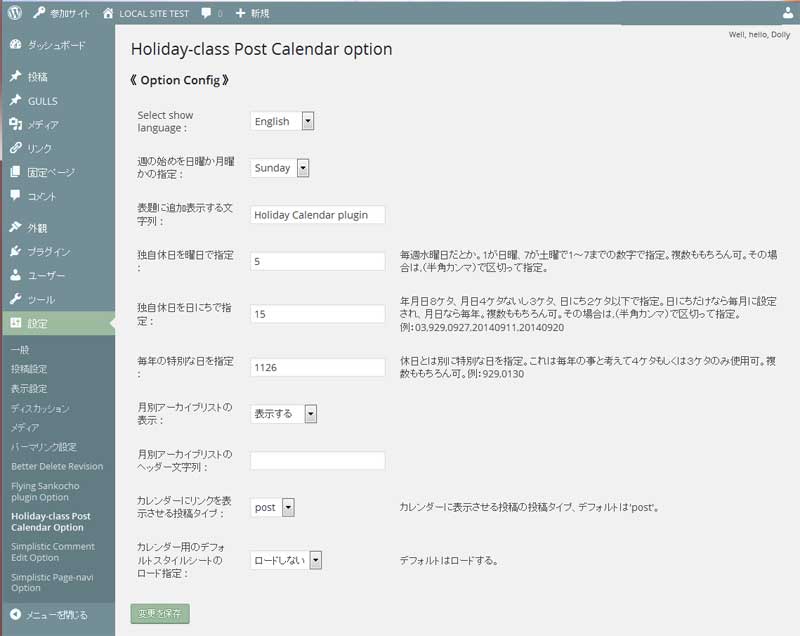 参加サイト LOCAL SITE TEST 0 新規
Well, hello, Dolly
ダッシュボード
投稿
GULLS
メディア
リンク
固定ページ
コメント
外観
プラグイン
ユーザー
ツール
設定
一般
投稿設定
表示設定
ディスカッション
メディア
パーマリンク設定
Better Delete Revision
Flying Sankocho
plugin Option
Holiday-class Post
Calendar Option
Simplistic Comment
Edit Option
Simplistic Page-navi
Option
メニューを閉じる
Holiday-class Post Calendar option
《 Option Config 》
Select show
language :
English
週の始めを日曜か月曜
かの指定 :
Sunday
表題に追加表示する文
字列 :
Holiday Calendar plugin
独自休日を曜日で指定
:
5
毎週水曜日だとか。1が日曜、7が土曜で1～7までの数字で指定。複数ももちろん可。その場
合は,(半角カンマ)で区切って指定。
独自休日を日にちで指
定 :
15
年月日8ケタ、月日4ケタないし3ケタ、日にち2ケタ以下で指定。日にちだけなら毎月に設定
され、月日なら毎年。複数ももちろん可。その場合は,(半角カンマ)で区切って指定。
例:03,929,0927,20140911,20140920
毎年の特別な日を指定
:
1126
休日とは別に特別な日を指定。これは毎年の事と考えて4ケタもしくは3ケタのみ使用可。複
数ももちろん可。例:929,0130
月別アーカイブリストの
表示 :
表示する
月別アーカイブリストの
ヘッダー文字列 :
カレンダーにリンクを表
示させる投稿タイプ :
post
カレンダーに表示させる投稿の投稿タイプ、デフォルトは'post'。
カレンダー用のデフォ
ルトスタイルシートの
ロード指定 :
ロードしない
デフォルトはロードする。
変更を保存